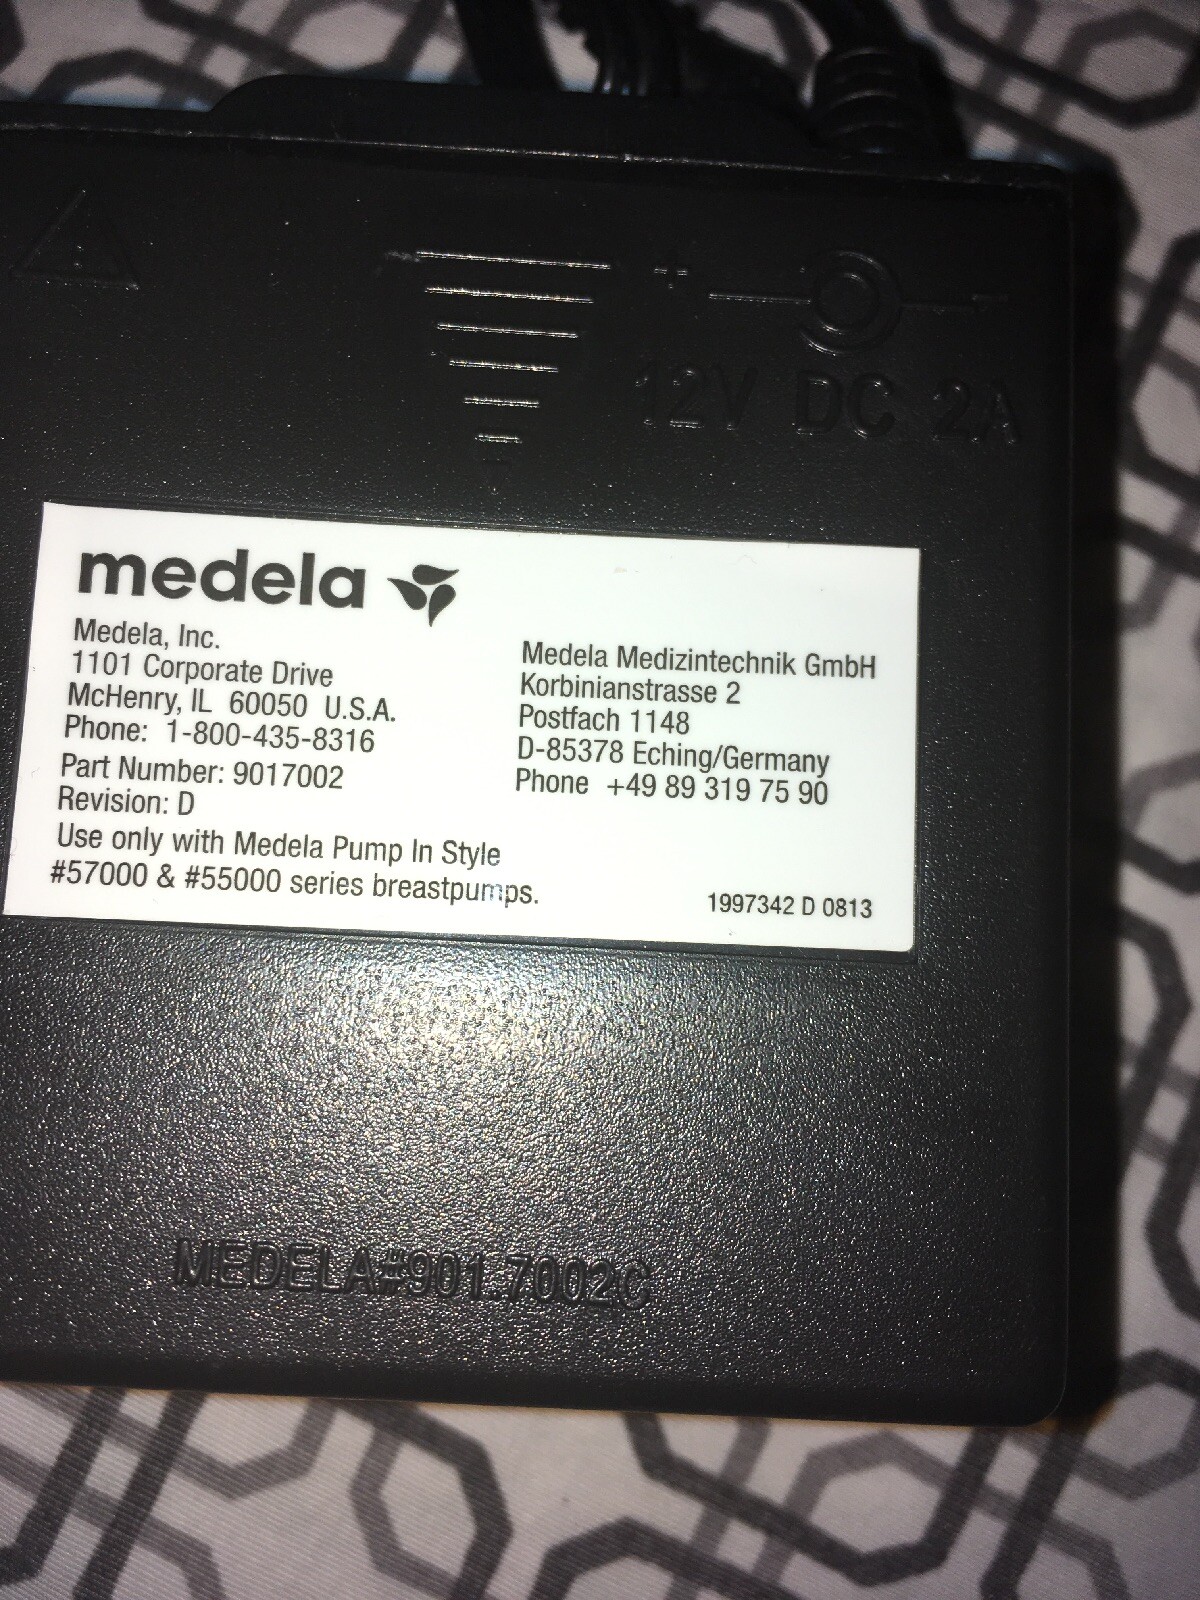 + -
12V DC 2A
medela
Medela, Inc.
1101 Corporate Drive
McHenry, IL 60050 U.S.A.
Phone: 1-800-435-8316
Part Number: 9017002
Revision: D
Use only with Medela Pump In Style
#57000 & #55000 series breastpumps.
Medela Medizintechnik GmbH
Korbinianstrasse 2
Postfach 1148
D-85378 Eching/Germany
Phone +49 89 319 75 90
1997342 D 0813
MEDELA#901.7002C